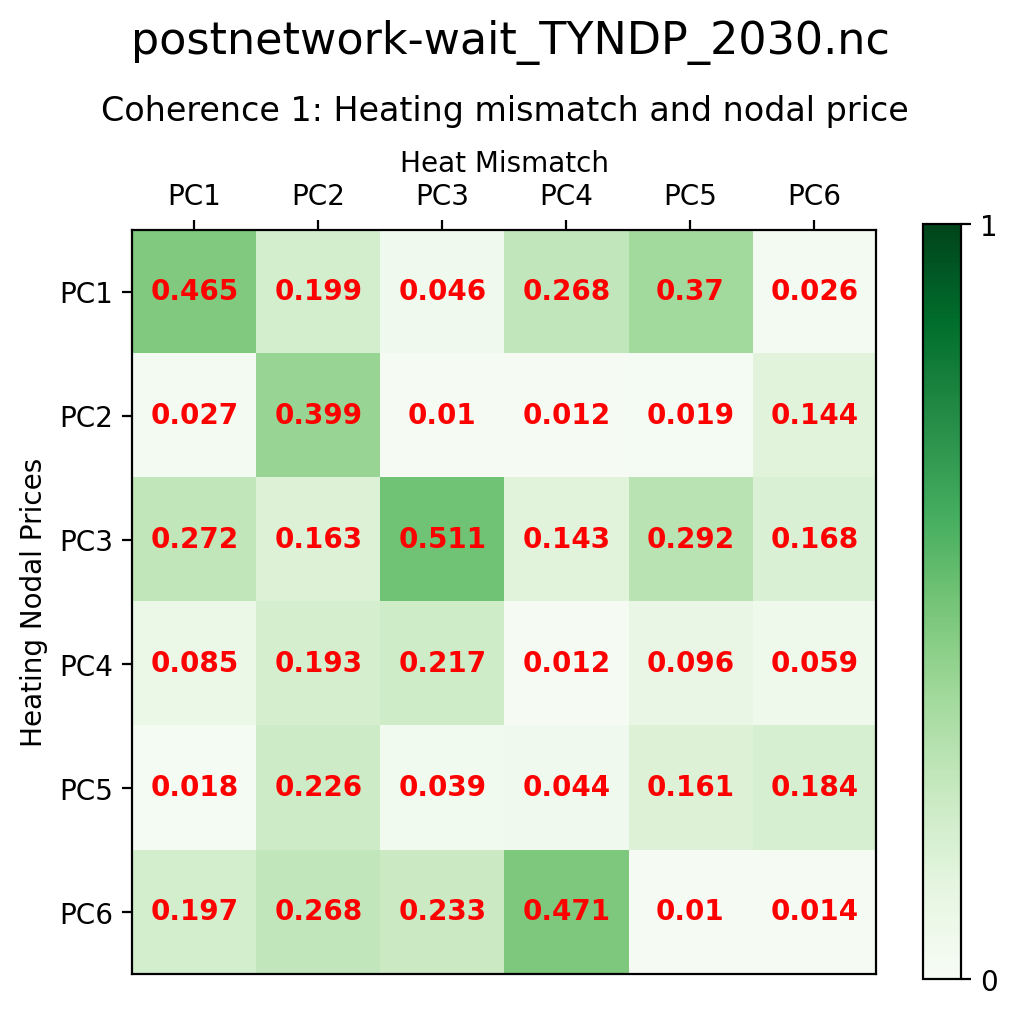 postnetwork-wait_TYNDP_2030.nc
Coherence 1: Heating mismatch and nodal price
Heat Mismatch
PC1 PC2 PC3 PC4 PC5 PC6
1
PC1 0.465 0.199 0.046 0.268 0.37 0.026
PC2 0.027 0.399 0.01 0.012 0.019 0.144
Heating Nodal Prices
PC3 0.272 0.163 0.511 0.143 0.292 0.168
PC4 0.085 0.193 0.217 0.012 0.096 0.059
PC5 0.018 0.226 0.039 0.044 0.161 0.184
PC6 0.197 0.268 0.233 0.471 0.01 0.014
0